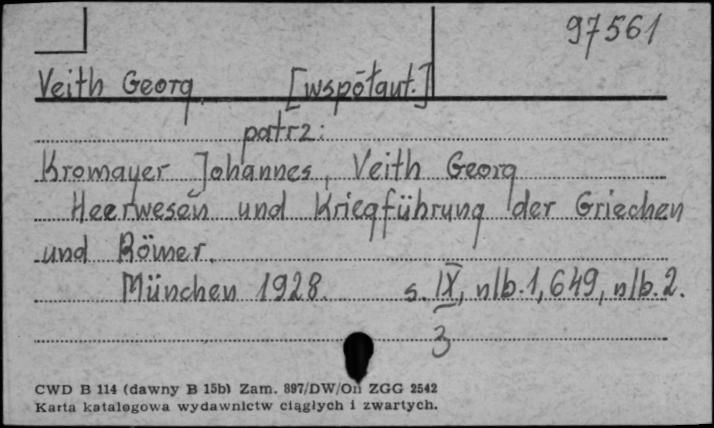 97561
Veith Georg [współaut.]
patrz:
Kromayer Johannes, Veith Georg
Heerwesen und Kriegführung der Griechen
und Römer.
München 1928. s. IX, nlb. 1, 649, nlb. 2.
3
CWD B 114 (dawny B 15b) Zam. 897/DW/On ZGG 2542
Karta katalogowa wydawnictw ciągłych i zwartych.